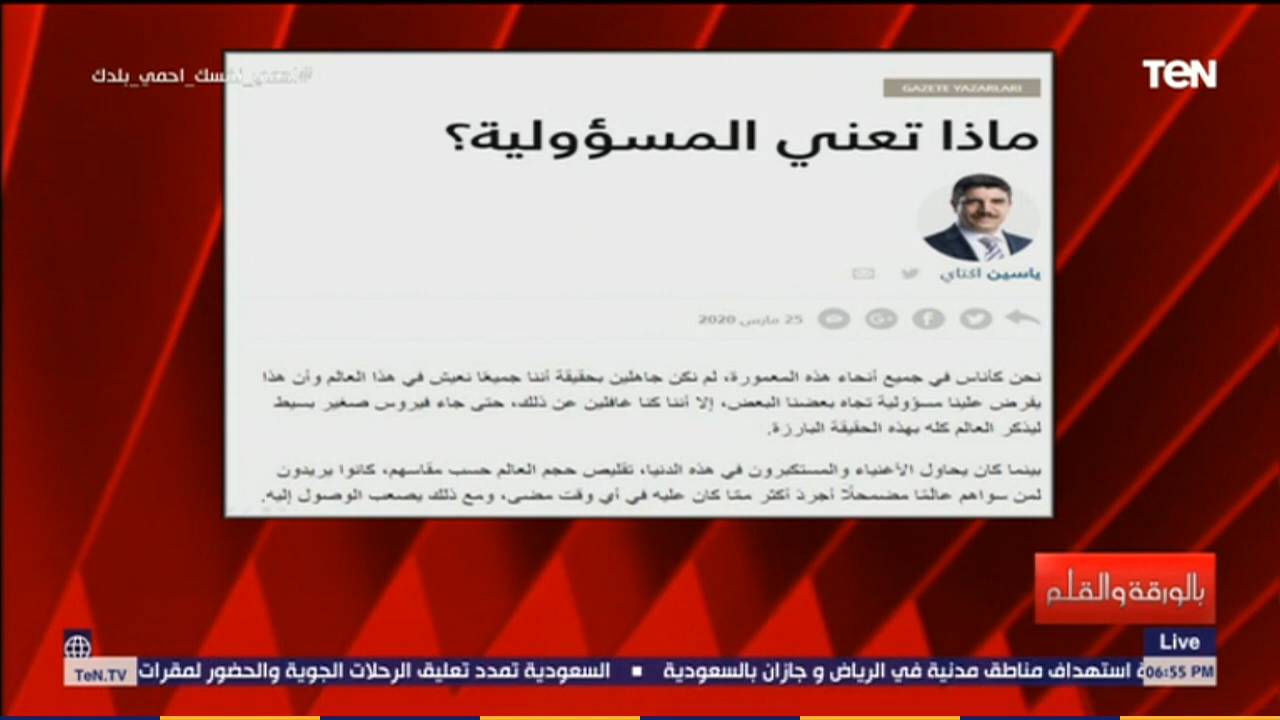 #احمي_نفسك_احمي_بلدك
TeN
GAZETE YAZARLARI
ماذا تعني المسؤولية؟
ياسين اكتاي
25 مارس 2020
نحن كأناس في جميع أنحاء هذه المعمورة، لم نكن جاهلين بحقيقة أننا جميعًا نعيش في هذا العالم وأن هذا
يفرض علينا مسؤولية تجاه بعضنا البعض، إلا أننا كنا غافلين عن ذلك، حتى جاء فيروس صغير بسيط
ليذكر العالم كله بهذه الحقيقة البارزة.
بينما كان يحاول الأغنياء والمستكبرون في هذه الدنيا، تقليص حجم العالم حسب مقاسهم، كانوا يريدون
لمن سواهم عالمًا مضمحلًا أجرد أكثر ممّا كان عليه في أي وقت مضى، ومع ذلك يصعب الوصول إليه.
بالورقة والقلم
Live
06:55 PM
ة استهداف مناطق مدنية في الرياض و جازان بالسعودية ■ السعودية تمدد تعليق الرحلات الجوية والحضور لمقرات
TeN.TV